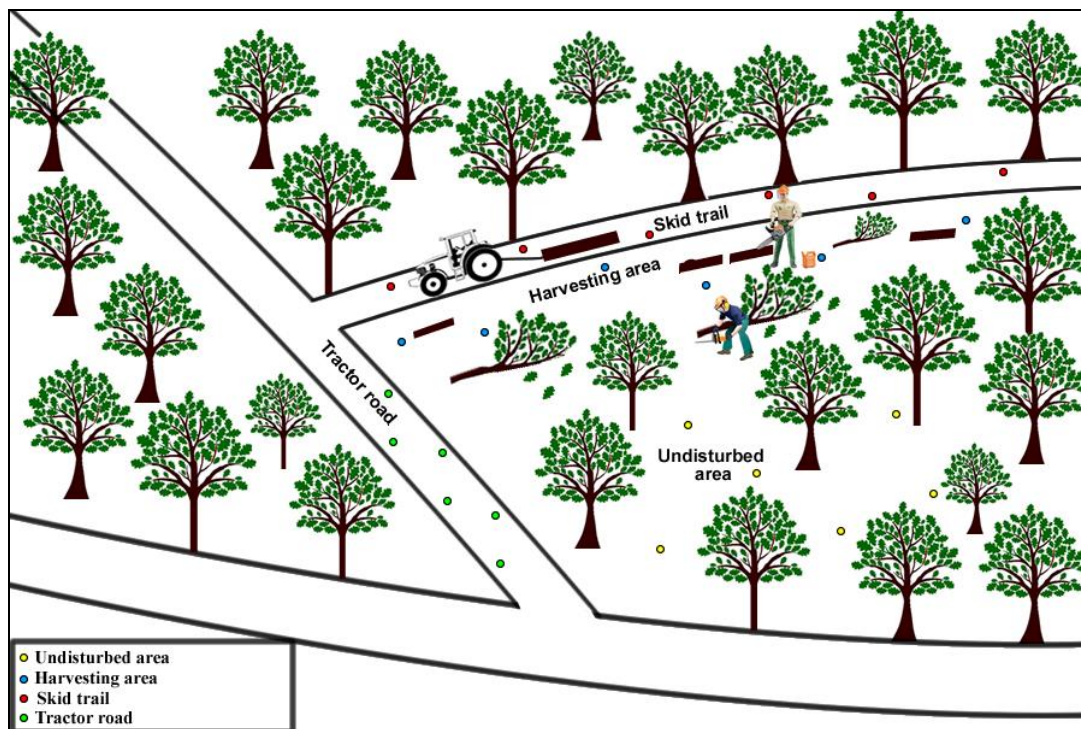 Skid trail
Harvesting area
Tractor road
Undisturbed
area
Undisturbed area
Harvesting area
Skid trail
Tractor road